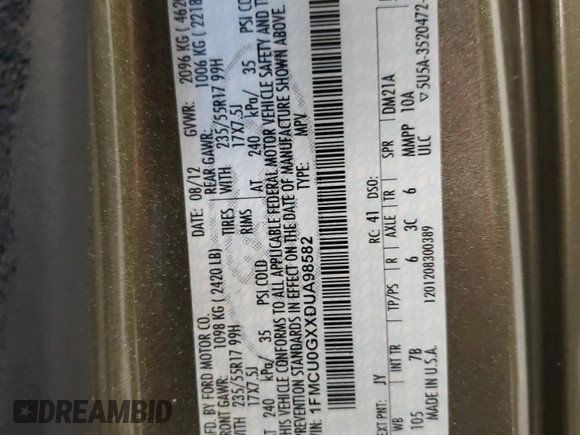 MFD. BY FORD MOTOR CO. DATE: 08/12 GVWR: 2096 KG ( 462
FRONT GAWR: 1098 KG ( 2420 LB) REAR GAWR: 1006 KG ( 2218
WITH 235/55R17 99H TIRES WITH 235/55R17 99H
17X7.5J RIMS 17X7.5J
AT 240 kPa/ 35 PSI COLD AT 240 kPa/ 35 PSI CO
THIS VEHICLE CONFORMS TO ALL APPLICABLE FEDERAL MOTOR VEHICLE SAFETY AND T
PREVENTION STANDARDS IN EFFECT ON THE DATE OF MANUFACTURE SHOWN ABOVE.
VIN: 1FMCU0GXXDUA98582 MPV
EXT PNT: JY RC: 41 DSO:
WB INT TR TP/PS R AXLE TR SPR DM21A
105 7B 6 3C 6 MMPP 10A
MADE IN U.S.A. 1201208300389 ULC ▽5U5A-3520472-
DREAMBID